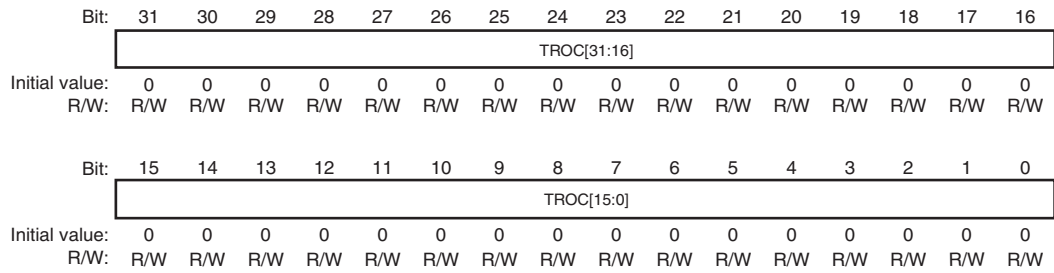 Bit: 31 30 29 28 27 26 25 24 23 22 21 20 19 18 17 16
TROC[31:16]
Initial value: 0 0 0 0 0 0 0 0 0 0 0 0 0 0 0 0
R/W: R/W R/W R/W R/W R/W R/W R/W R/W R/W R/W R/W R/W R/W R/W R/W R/W
Bit: 15 14 13 12 11 10 9 8 7 6 5 4 3 2 1 0
TROC[15:0]
Initial value: 0 0 0 0 0 0 0 0 0 0 0 0 0 0 0 0
R/W: R/W R/W R/W R/W R/W R/W R/W R/W R/W R/W R/W R/W R/W R/W R/W R/W